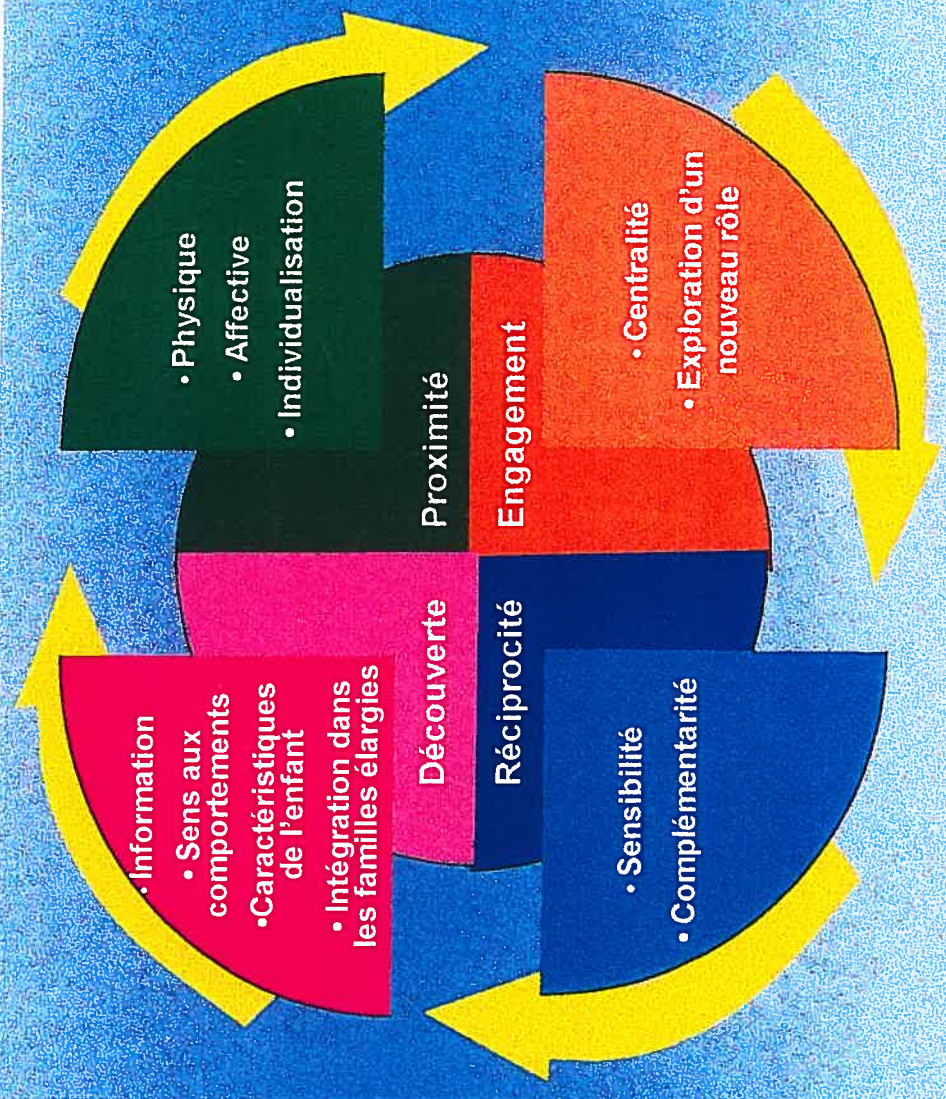 • Information
• Sens aux
comportements
•Caractéristiques
de l'enfant
• Intégration dans
les familles élargies
• Physique
• Affective
• Individualisation
Découverte
Proximité
Réciprocité
Engagement
• Sensibilité
• Complémentarité
• Centralité
• Exploration d'un
nouveau rôle